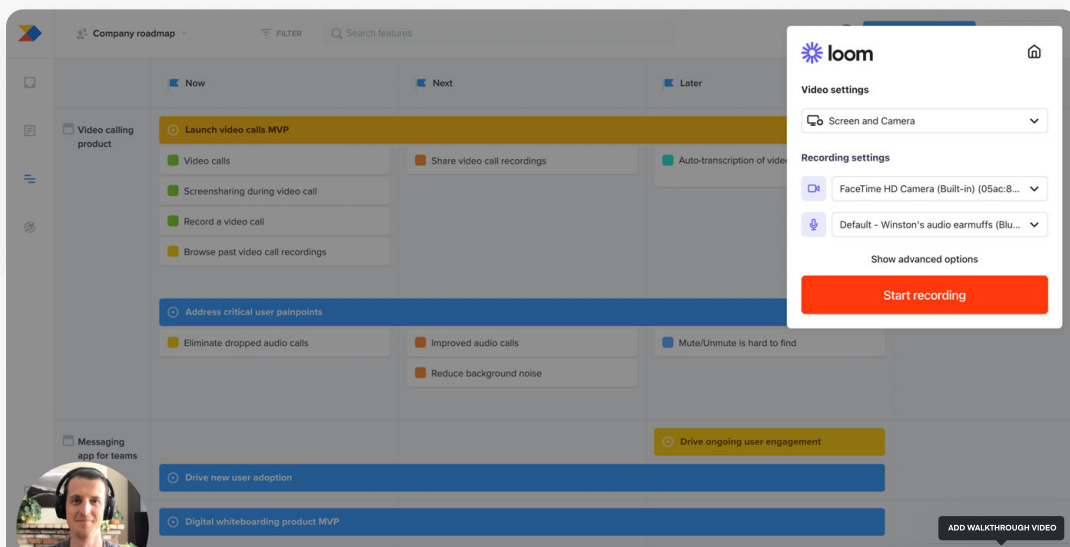 Company roadmap
FILTER
Search features
Now
Next
Later
Video calling
product
Launch video calls MVP
Video calls
Share video call recordings
Auto-transcription of video
Screensharing during video call
Record a video call
Browse past video call recordings
Address critical user painpoints
Eliminate dropped audio calls
Improved audio calls
Mute/Unmute is hard to find
Reduce background noise
Messaging
app for teams
Drive ongoing user engagement
Drive new user adoption
Digital whiteboarding product MVP
loom
Video settings
Screen and Camera
Recording settings
FaceTime HD Camera (Built-in) (05ac:8...
Default - Winston's audio earmuffs (Blu...
Show advanced options
Start recording
ADD WALKTHROUGH VIDEO